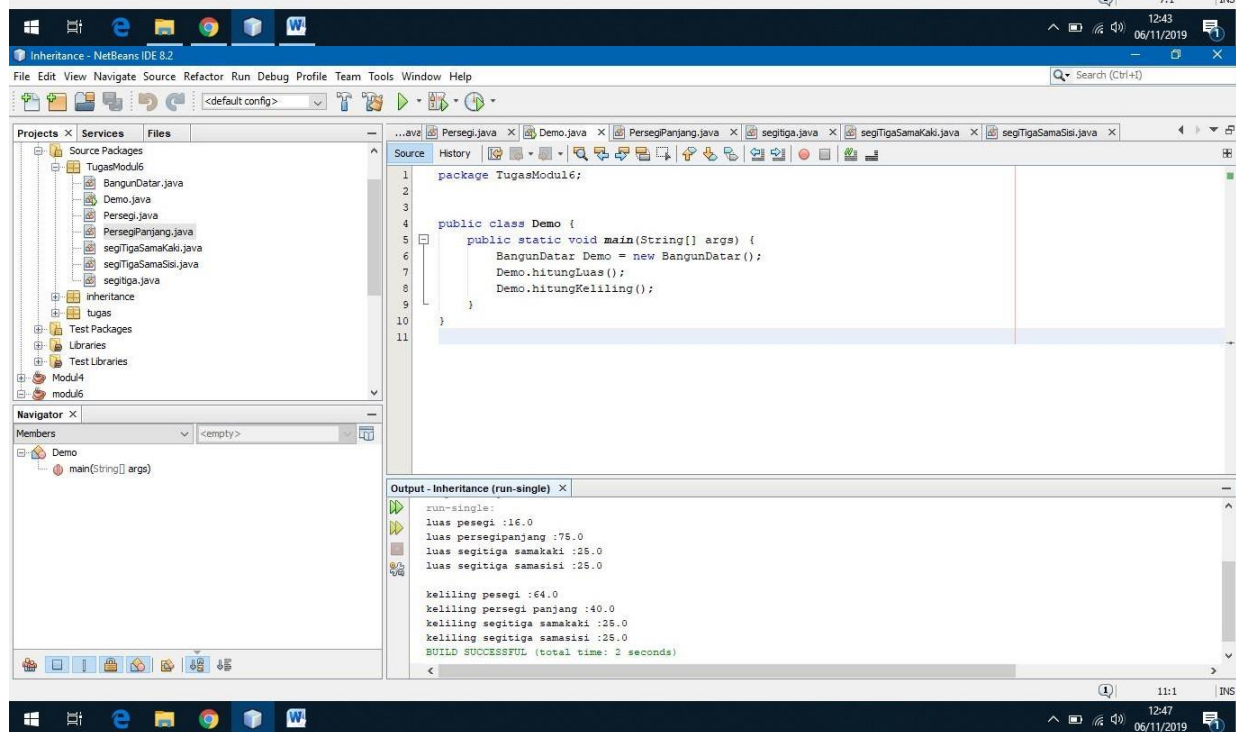 7:1 INS
12:43
06/11/2019
Inheritance - NetBeans IDE 8.2
File Edit View Navigate Source Refactor Run Debug Profile Team Tools Window Help
Search (Ctrl+I)
<default config>
Projects Services Files
Source Packages
TugasModul6
BangunDatar.java
Demo.java
Persegi.java
PersegiPanjang.java
segiTigaSamaKaki.java
segiTigaSamaSisi.java
segitiga.java
inheritance
tugas
Test Packages
Libraries
Test Libraries
Modul4
modul6
Navigator
Members <empty>
Demo
main(String[] args)
...ava Persegi.java Demo.java PersegiPanjang.java segitiga.java segiTigaSamaKaki.java segiTigaSamaSisi.java
Source History
1 package TugasModul6;
2
3
4 public class Demo {
5 public static void main(String[] args) {
6 BangunDatar Demo = new BangunDatar();
7 Demo.hitungLuas();
8 Demo.hitungKeliling();
9 }
10 }
11
Output - Inheritance (run-single)
run-single:
luas pesegi :16.0
luas persegipanjang :75.0
luas segitiga samakaki :25.0
luas segitiga samasisi :25.0
keliling pesegi :64.0
keliling persegi panjang :40.0
keliling segitiga samakaki :25.0
keliling segitiga samasisi :25.0
BUILD SUCCESSFUL (total time: 2 seconds)
1 11:1 INS
12:47
06/11/2019